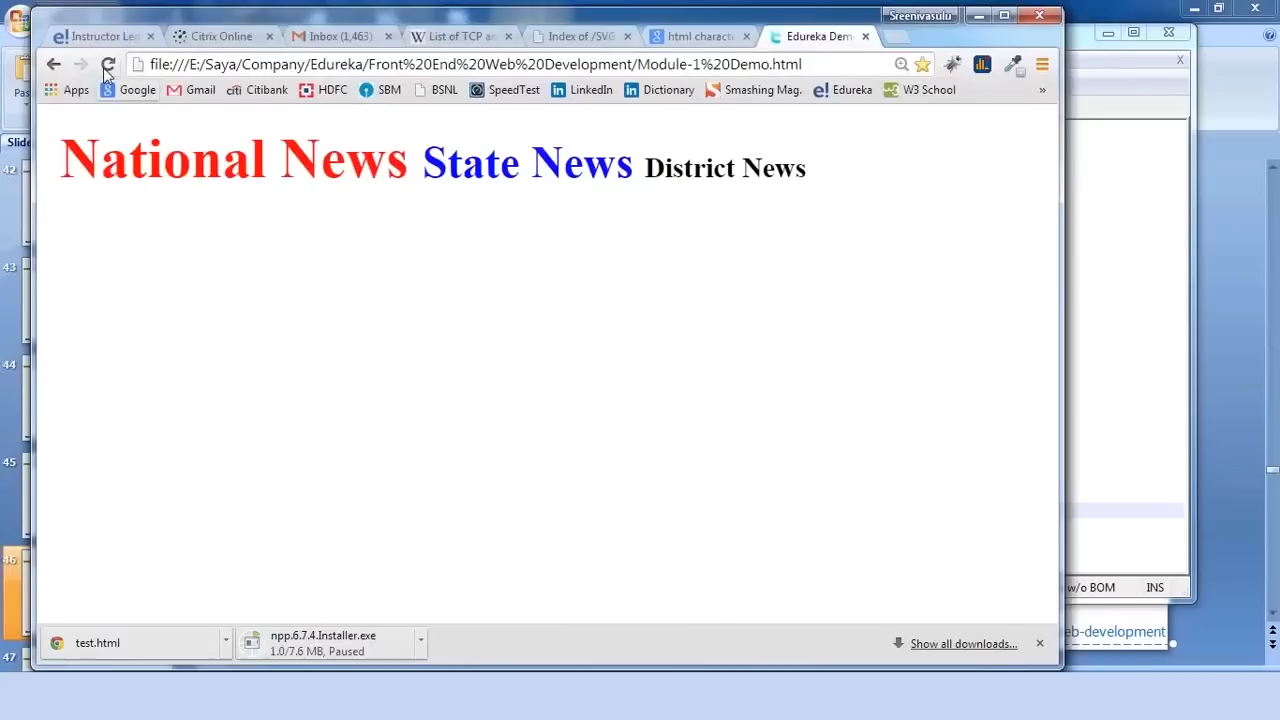 Sreenivasulu
Instructor Le
Citrix Online
Inbox (1,463)
List of TCP a
Index of /SVG
html charact
Edureka Dem
file:///E:/Saya/Company/Edureka/Front%20End%20Web%20Development/Module-1%20Demo.html
Apps Google Gmail Citibank HDFC SBM BSNL SpeedTest LinkedIn Dictionary Smashing Mag. Edureka W3 School »
Pas
Slide
National News State News District News
42
43
44
45
46
47
w/o BOM INS
eb-development
test.html
npp.6.7.4.Installer.exe
1.0/7.6 MB, Paused
Show all downloads...